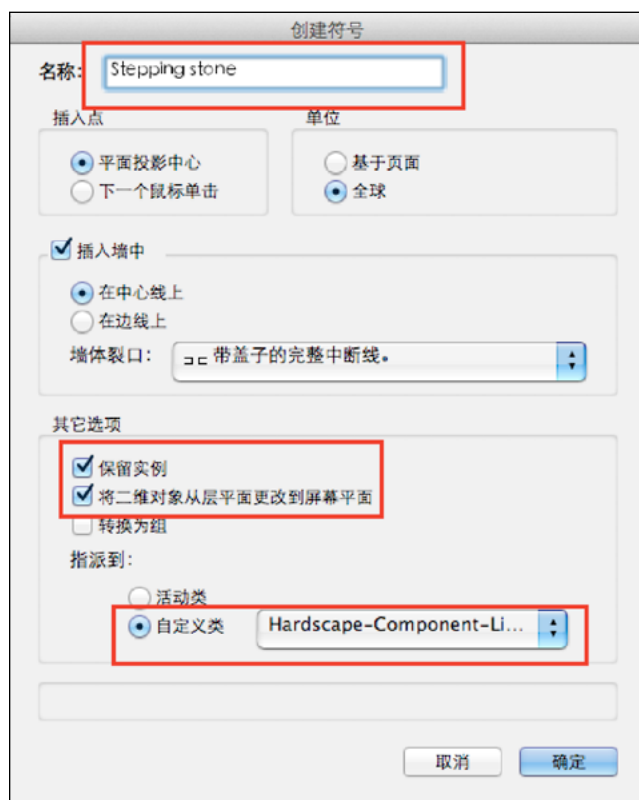 创建符号
名称: Stepping stone
插入点 单位
平面投影中心 基于页面
下一个鼠标单击 全球
插入墙中
在中心线上
在边线上
墙体裂口: 带盖子的完整中断线。
其它选项
保留实例
将二维对象从层平面更改到屏幕平面
转换为组
指派到:
活动类
自定义类 Hardscape-Component-Li...
取消 确定